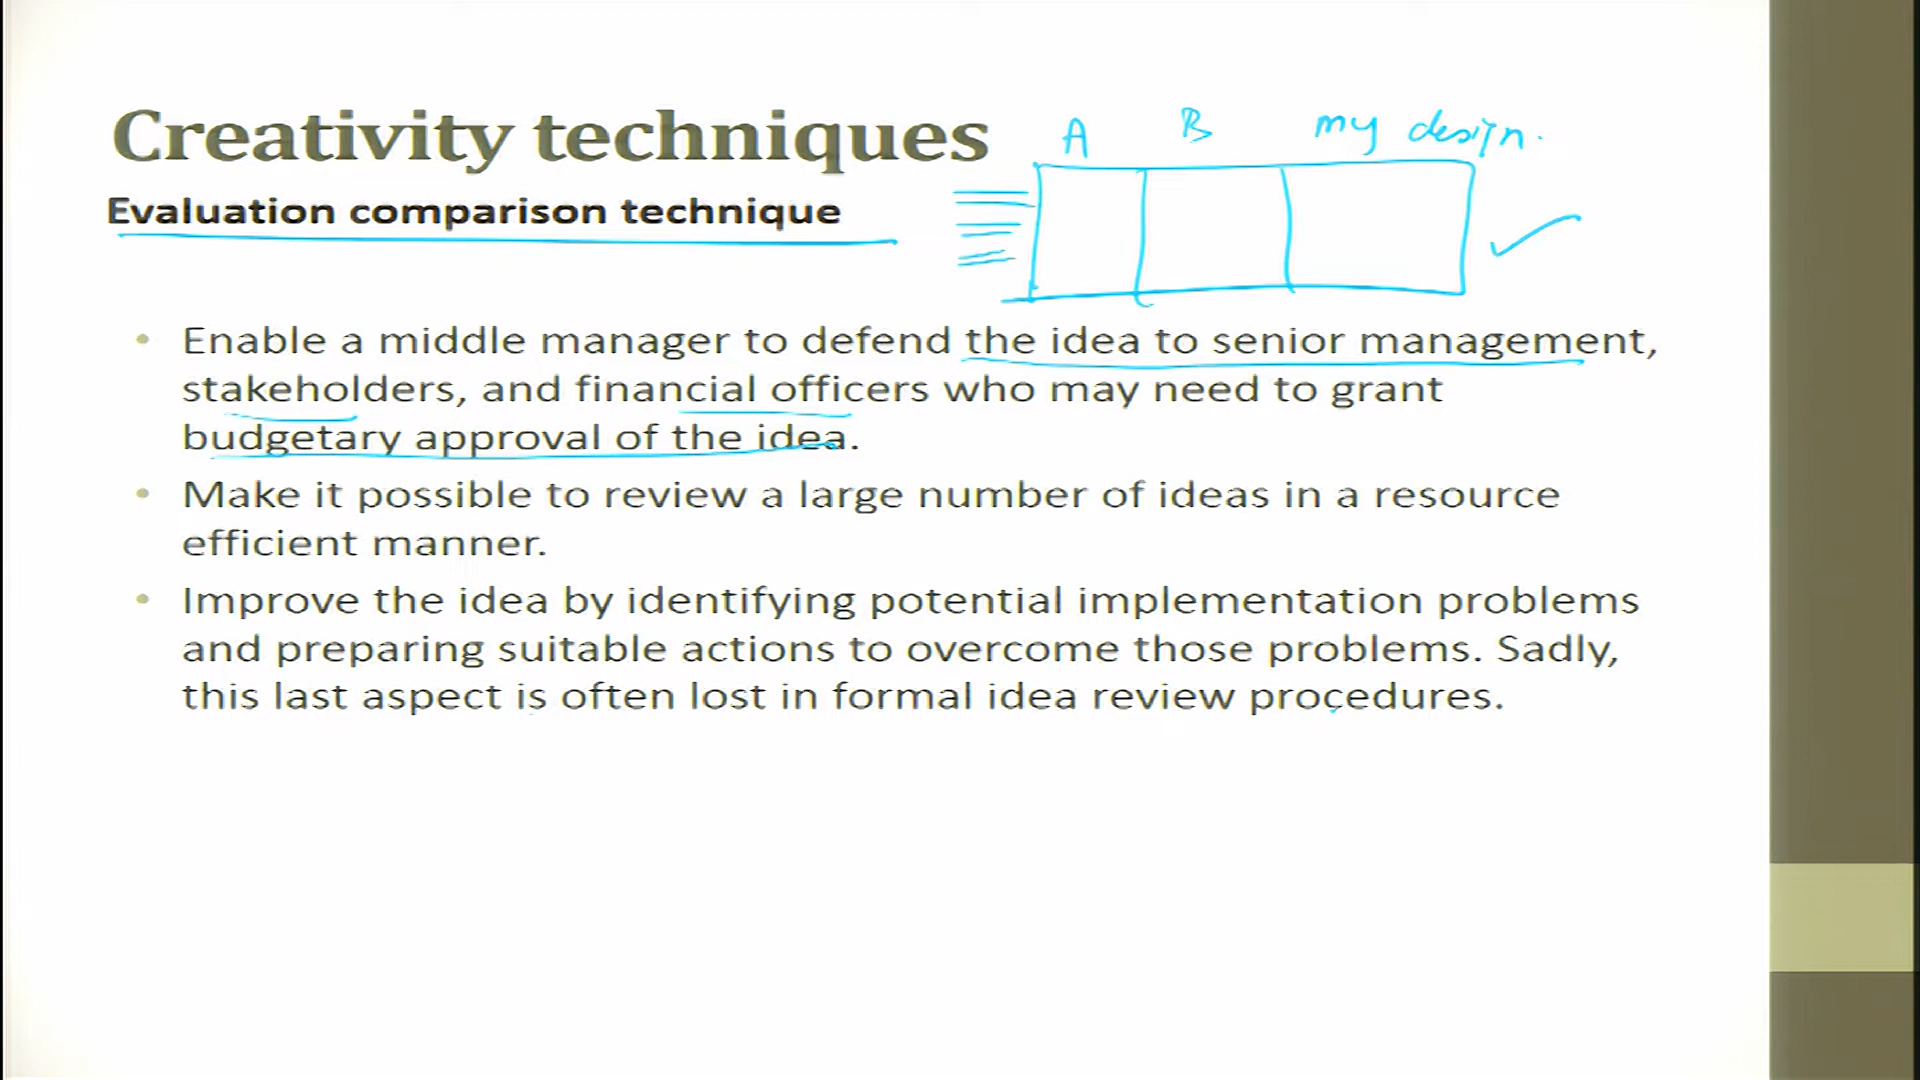 Creativity techniques
A B my design.
Evaluation comparison technique
• Enable a middle manager to defend the idea to senior management,
stakeholders, and financial officers who may need to grant
budgetary approval of the idea.
• Make it possible to review a large number of ideas in a resource
efficient manner.
• Improve the idea by identifying potential implementation problems
and preparing suitable actions to overcome those problems. Sadly,
this last aspect is often lost in formal idea review procedures.